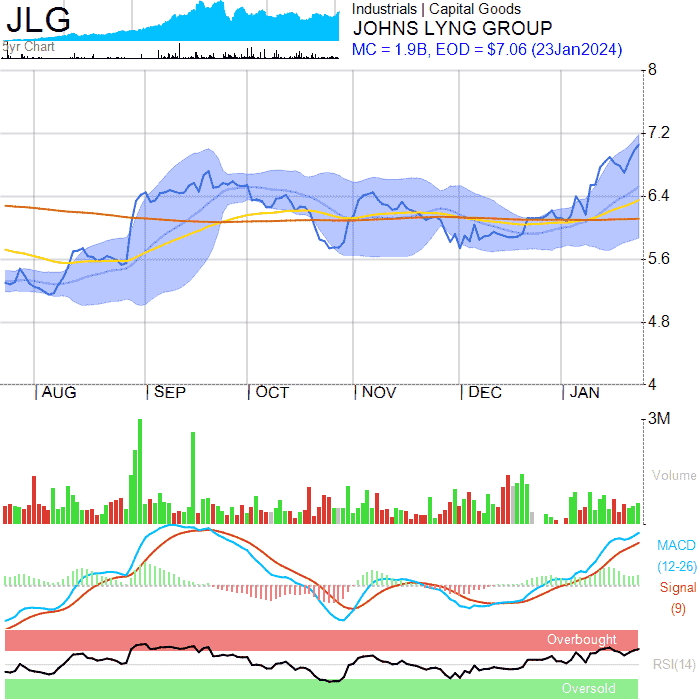 JLG
5yr Chart
Industrials | Capital Goods
JOHNS LYNG GROUP
MC = 1.9B, EOD = $7.06 (23Jan2024)
8
7.2
6.4
5.6
4.8
4
| AUG | SEP | OCT | NOV | DEC | JAN
3M
Volume
MACD
(12-26)
Signal
(9)
Overbought
RSI(14)
Oversold